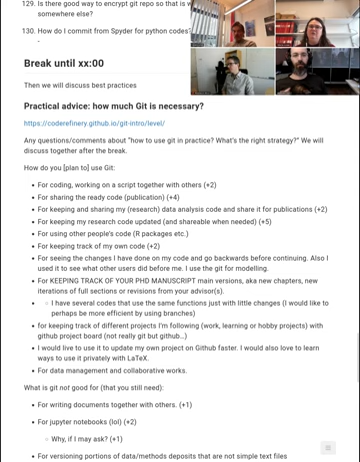 129. Is there good way to encrypt git repo so that is
somewhere else?
130. How do I commit from Spyder for python codes?
-
Break until xx:00
Then we will discuss best practices
Practical advice: how much Git is necessary?
https://coderefinery.github.io/git-intro/level/
Any questions/comments about "how to use git in practice? What's the right strategy?" We will
discuss together after the break.
How do you [plan to] use Git:
• For coding, working on a script together with others (+2)
• For sharing the ready code (publication) (+4)
• For keeping and sharing my (research) data analysis code and share it for publications (+2)
• For keeping my research code updated (and shareable when needed) (+5)
• For using other people's code (R packages etc.)
• For keeping track of my own code (+2)
• For seeing the changes I have done on my code and go backwards before continuing. Also I
used it to see what other users did before me. I use the git for modelling.
• For KEEPING TRACK OF YOUR PHD MANUSCRIPT main versions, aka new chapters, new
iterations of full sections or revisions from your advisor(s).
• ◦ I have several codes that use the same functions just with little changes (I would like to
perhaps be more efficient by using branches)
• for keeping track of different projects I'm following (work, learning or hobby projects) with
github project board (not really git but github..)
• I would live to use it to update my own project on Github faster. I would also love to learn
ways to use it privately with LaTeX.
• For data management and collaborative works.
What is git not good for (that you still need):
• For writing documents together with others. (+1)
• For jupyter notebooks (lol) (+2)
◦ Why, if I may ask? (+1)
• For versioning portions of data/methods deposits that are not simple text files